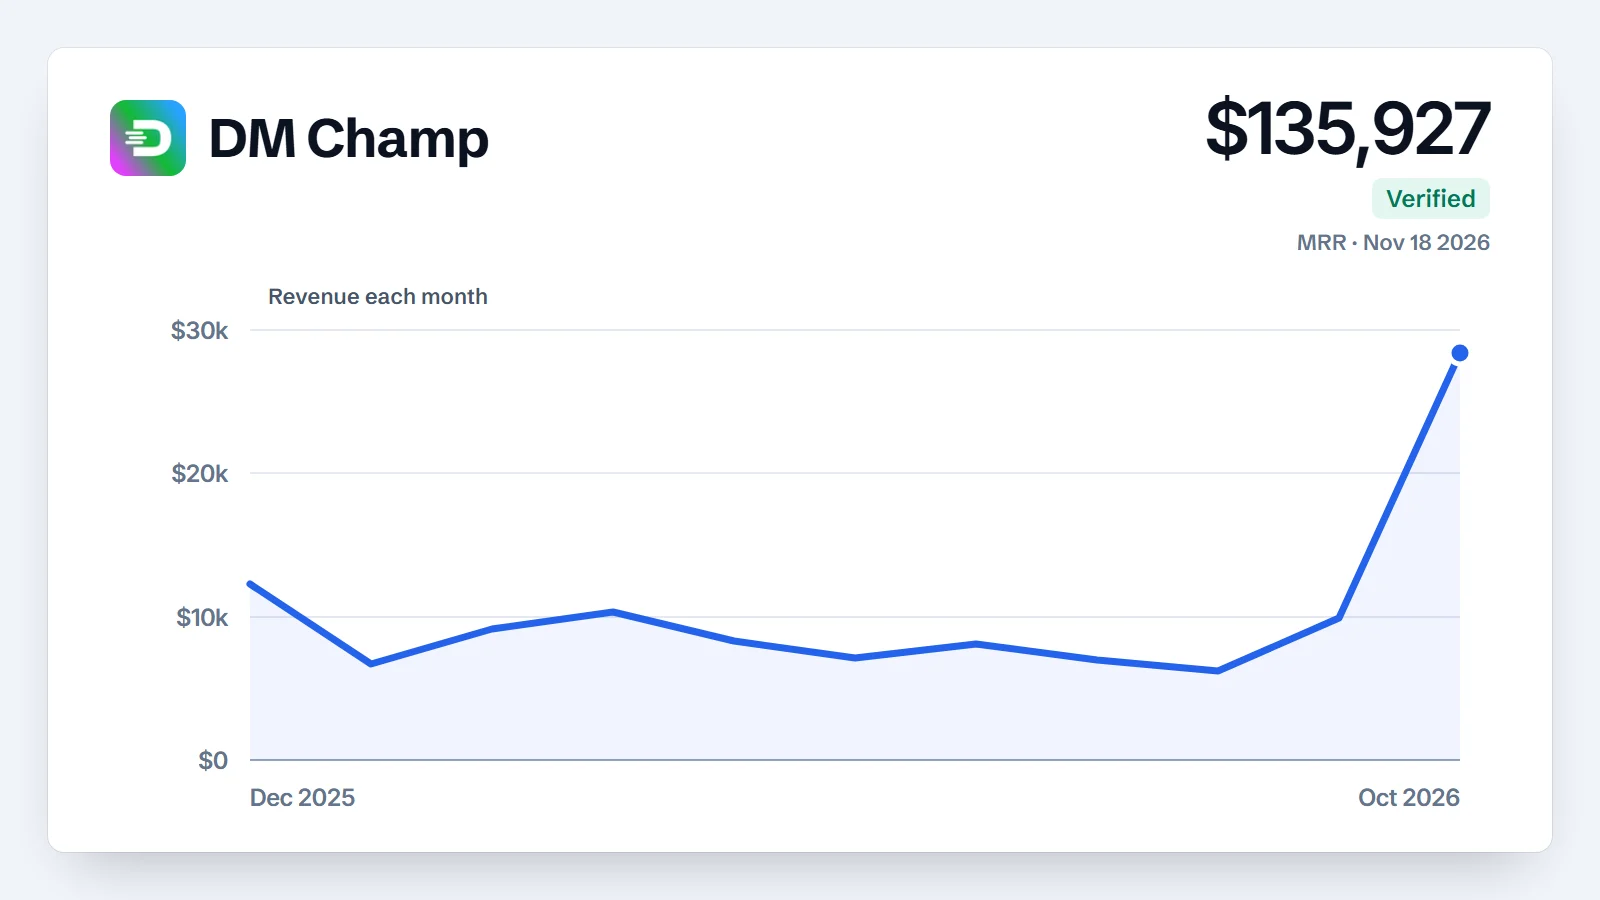 DM Champ
$135,927
Verified
MRR · Nov 18 2026
Revenue each month
$30k
$20k
$10k
$0
Dec 2025
Oct 2026